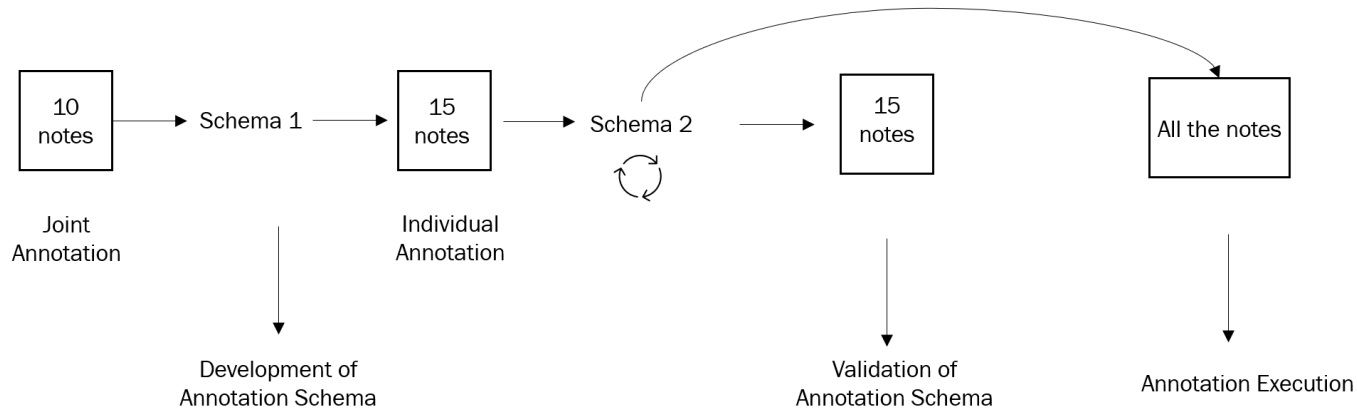 10
notes
Schema 1
15
notes
Schema 2
15
notes
All the notes
Joint
Annotation
Individual
Annotation
Development of
Annotation Schema
Validation of
Annotation Schema
Annotation Execution